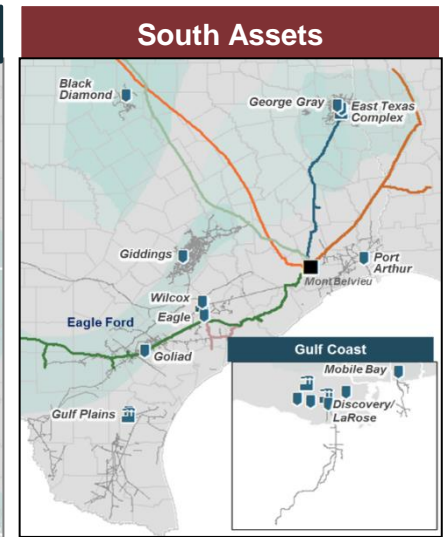 South Assets
Black
Diamond
George Gray
East Texas
Complex
Giddings
Port
Arthur
Mont Belvieu
Wilcox
Eagle
Eagle Ford
Goliad
Gulf Coast
Mobile Bay
Discovery/
LaRose
Gulf Plains